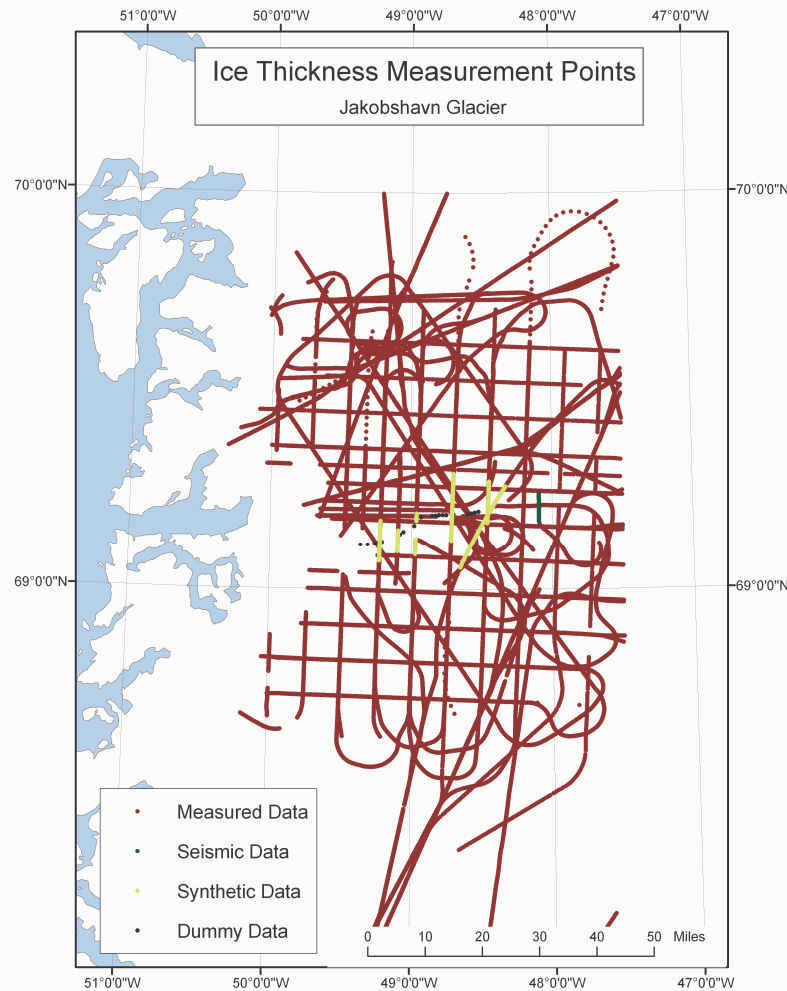 51°0'0"W 50°0'0"W 49°0'0"W 48°0'0"W 47°0'0"W
Ice Thickness Measurement Points
Jakobshavn Glacier
70°0'0"N 70°0'0"N
69°0'0"N 69°0'0"N
Measured Data
Seismic Data
Synthetic Data
Dummy Data
0 10 20 30 40 50 Miles
51°0'0"W 50°0'0"W 49°0'0"W 48°0'0"W 47°0'0"W